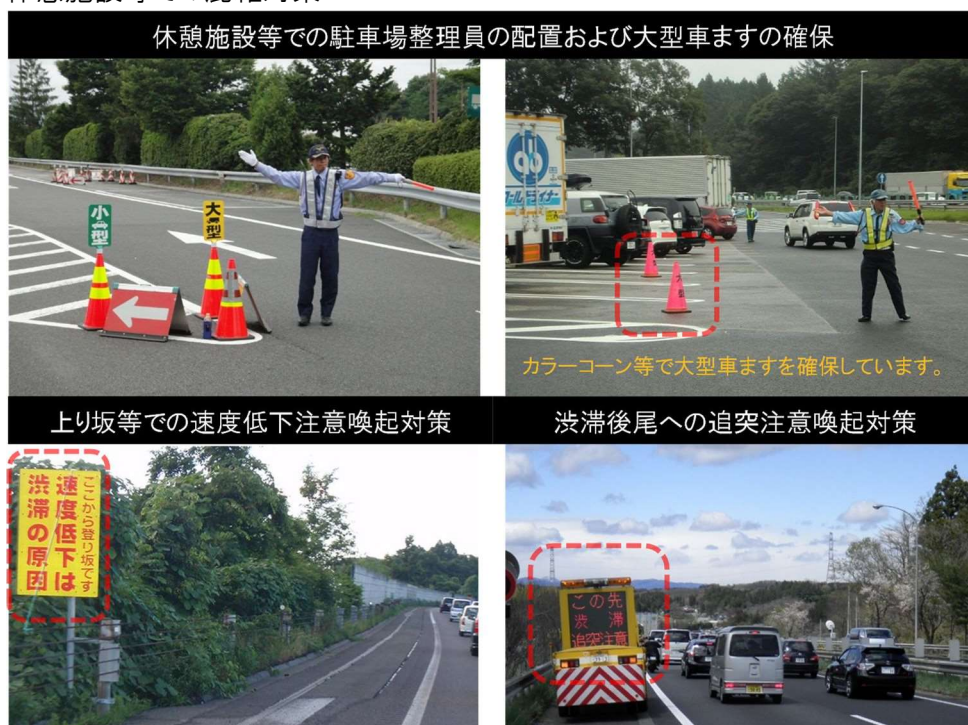 休憩施設等での駐車場整理員の配置および大型車ますの確保
小型
大型
カラーコーン等で大型車ますを確保しています。
上り坂等での速度低下注意喚起対策
渋滞後尾への追突注意喚起対策
ここから登り坂です
速度低下は
渋滞の原因
この先
渋滞
追突注意